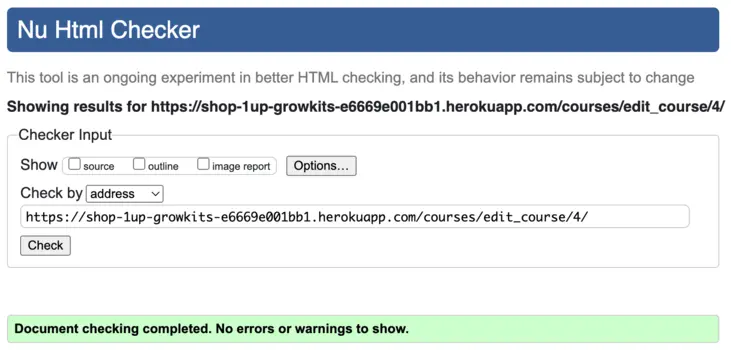 Nu Html Checker
This tool is an ongoing experiment in better HTML checking, and its behavior remains subject to change
Showing results for https://shop-1up-growkits-e6669e001bb1.herokuapp.com/courses/edit_course/4/
Checker Input
Show source outline image report Options...
Check by address
https://shop-1up-growkits-e6669e001bb1.herokuapp.com/courses/edit_course/4/
Check
Document checking completed. No errors or warnings to show.